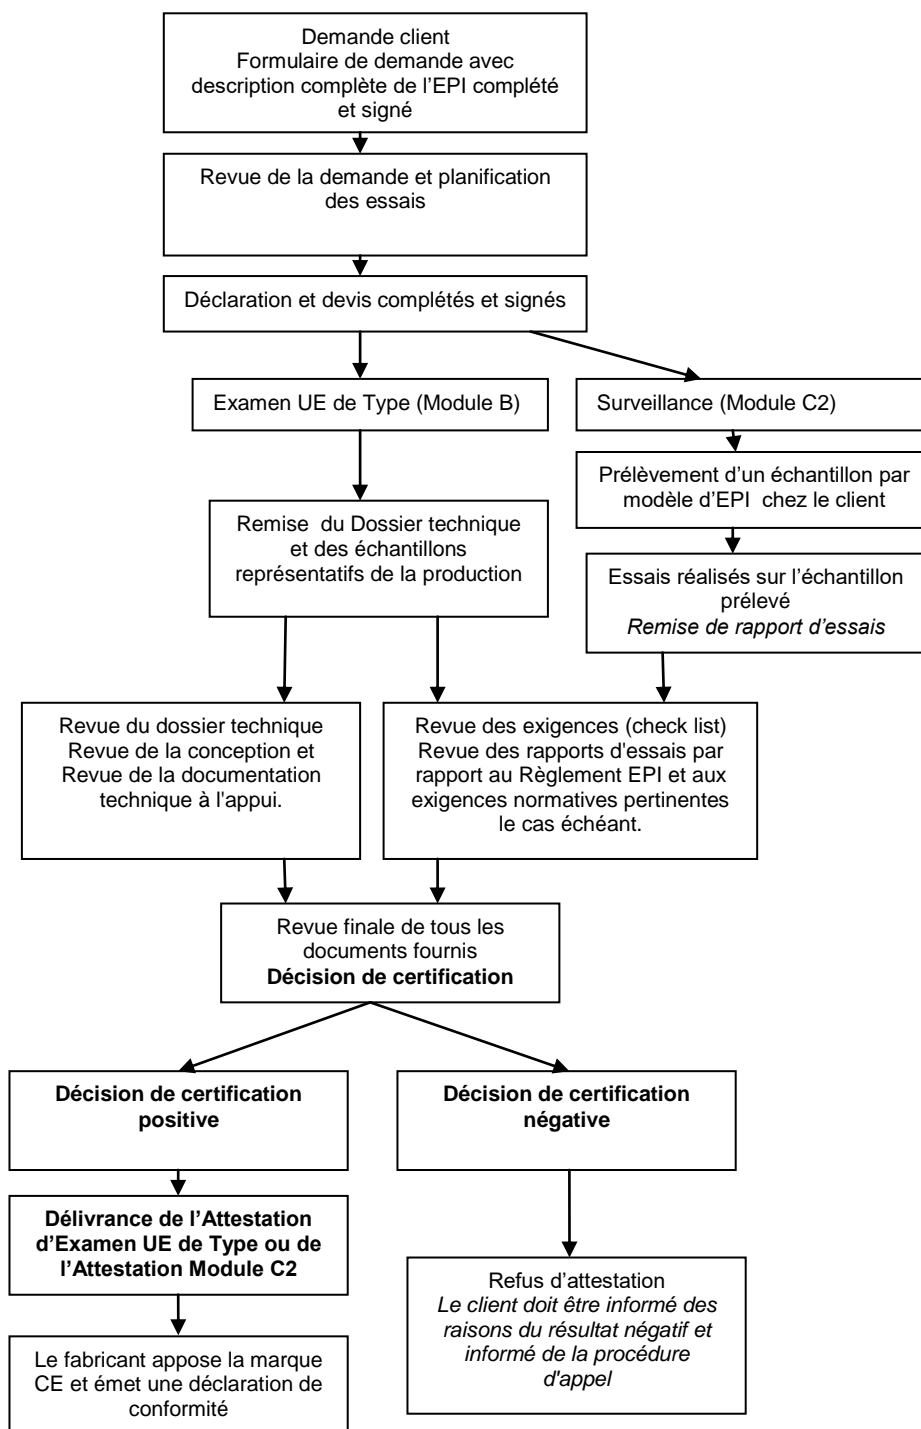 Demande client
Formulaire de demande avec
description complète de l'EPI complété
et signé
Revue de la demande et planification
des essais
Déclaration et devis complétés et signés
Examen UE de Type (Module B)
Surveillance (Module C2)
Prélèvement d'un échantillon par
modèle d'EPI  chez le client
Remise  du Dossier technique
et des échantillons
représentatifs de la production
Essais réalisés sur l'échantillon
prélevé
Remise de rapport d'essais
Revue du dossier technique
Revue de la conception et
Revue de la documentation
technique à l'appui.
Revue des exigences (check list)
Revue des rapports d'essais par
rapport au Règlement EPI et aux
exigences normatives pertinentes
le cas échéant.
Revue finale de tous les
documents fournis
Décision de certification
Décision de certification
positive
Décision de certification
négative
Délivrance de l'Attestation
d'Examen UE de Type ou de
l'Attestation Module C2
Refus d'attestation
Le client doit être informé des
raisons du résultat négatif et
informé de la procédure
d'appel
Le fabricant appose la marque
CE et émet une déclaration de
conformité